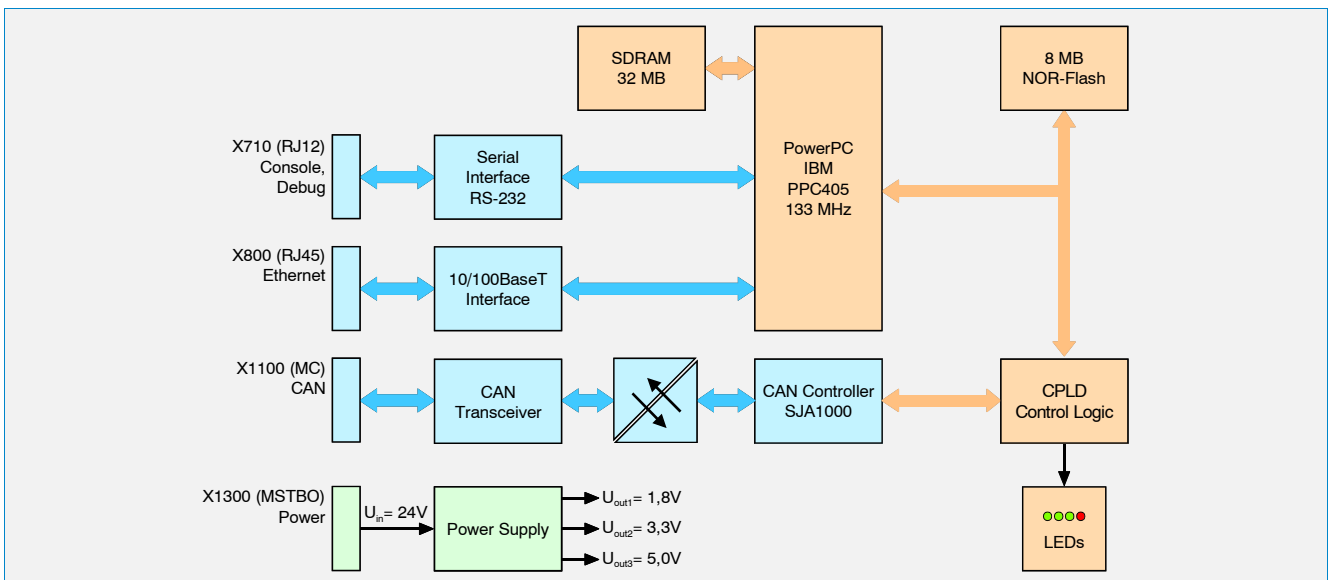 SDRAM
32 MB
8 MB
NOR-Flash
X710 (RJ12)
Console,
Debug
Serial
Interface
RS-232
PowerPC
IBM
PPC405
133 MHz
X800 (RJ45)
Ethernet
10/100BaseT
Interface
X1100 (MC)
CAN
CAN
Transceiver
CAN Controller
SJA1000
CPLD
Control Logic
X1300 (MSTBO)
Power
Uin= 24V
Power Supply
Uout1= 1,8V
Uout2= 3,3V
Uout3= 5,0V
LEDs